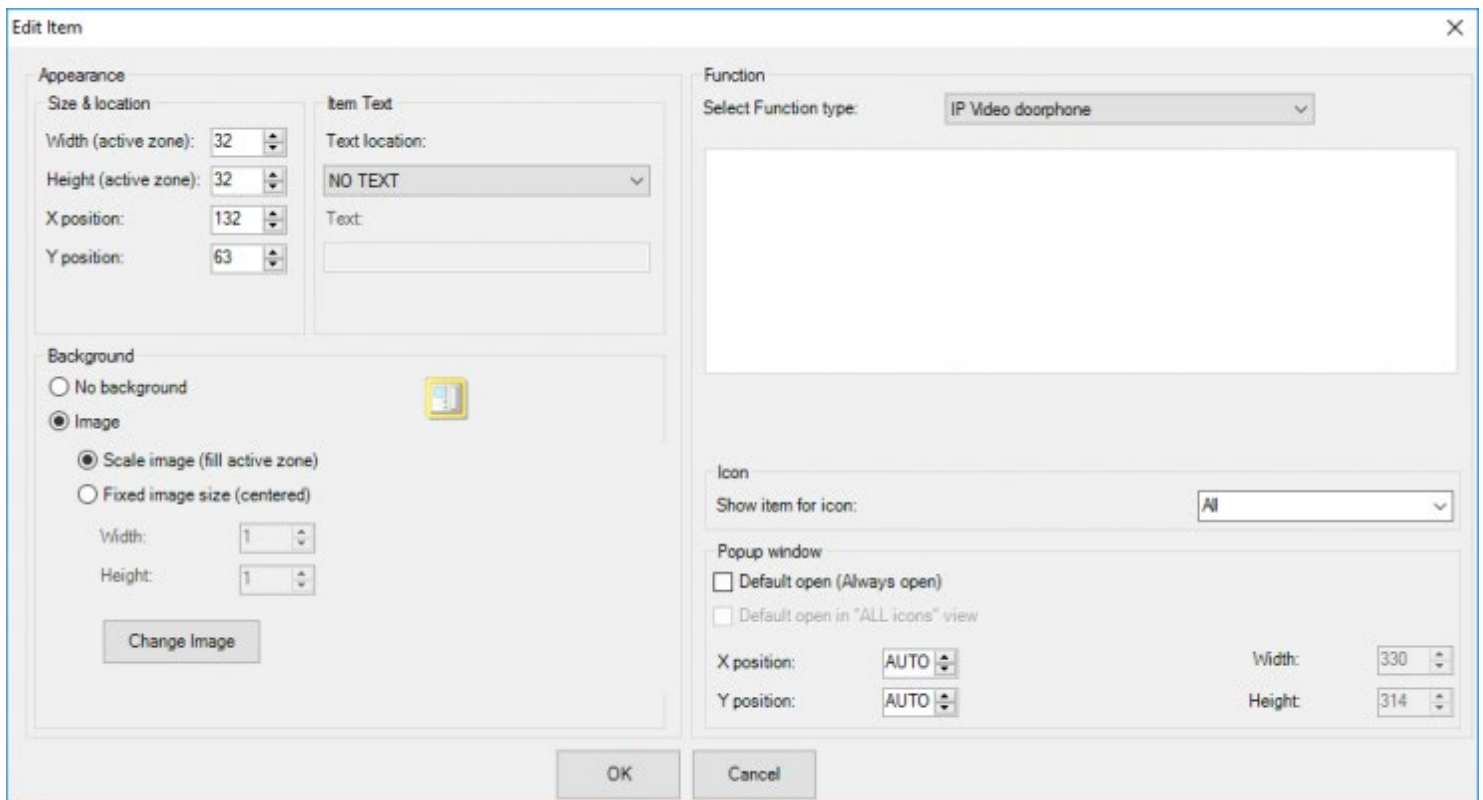 Edit Item
Appearance
Size & location
Width (active zone): 32
Height (active zone): 32
X position: 132
Y position: 63
Item Text
Text location:
NO TEXT
Text:
Background
No background
Image
Scale image (fill active zone)
Fixed image size (centered)
Width: 1
Height: 1
Change Image
Function
Select Function type: IP Video doorphone
Icon
Show item for icon: All
Popup window
Default open (Always open)
Default open in "ALL icons" view
X position: AUTO Width: 330
Y position: AUTO Height: 314
OK Cancel